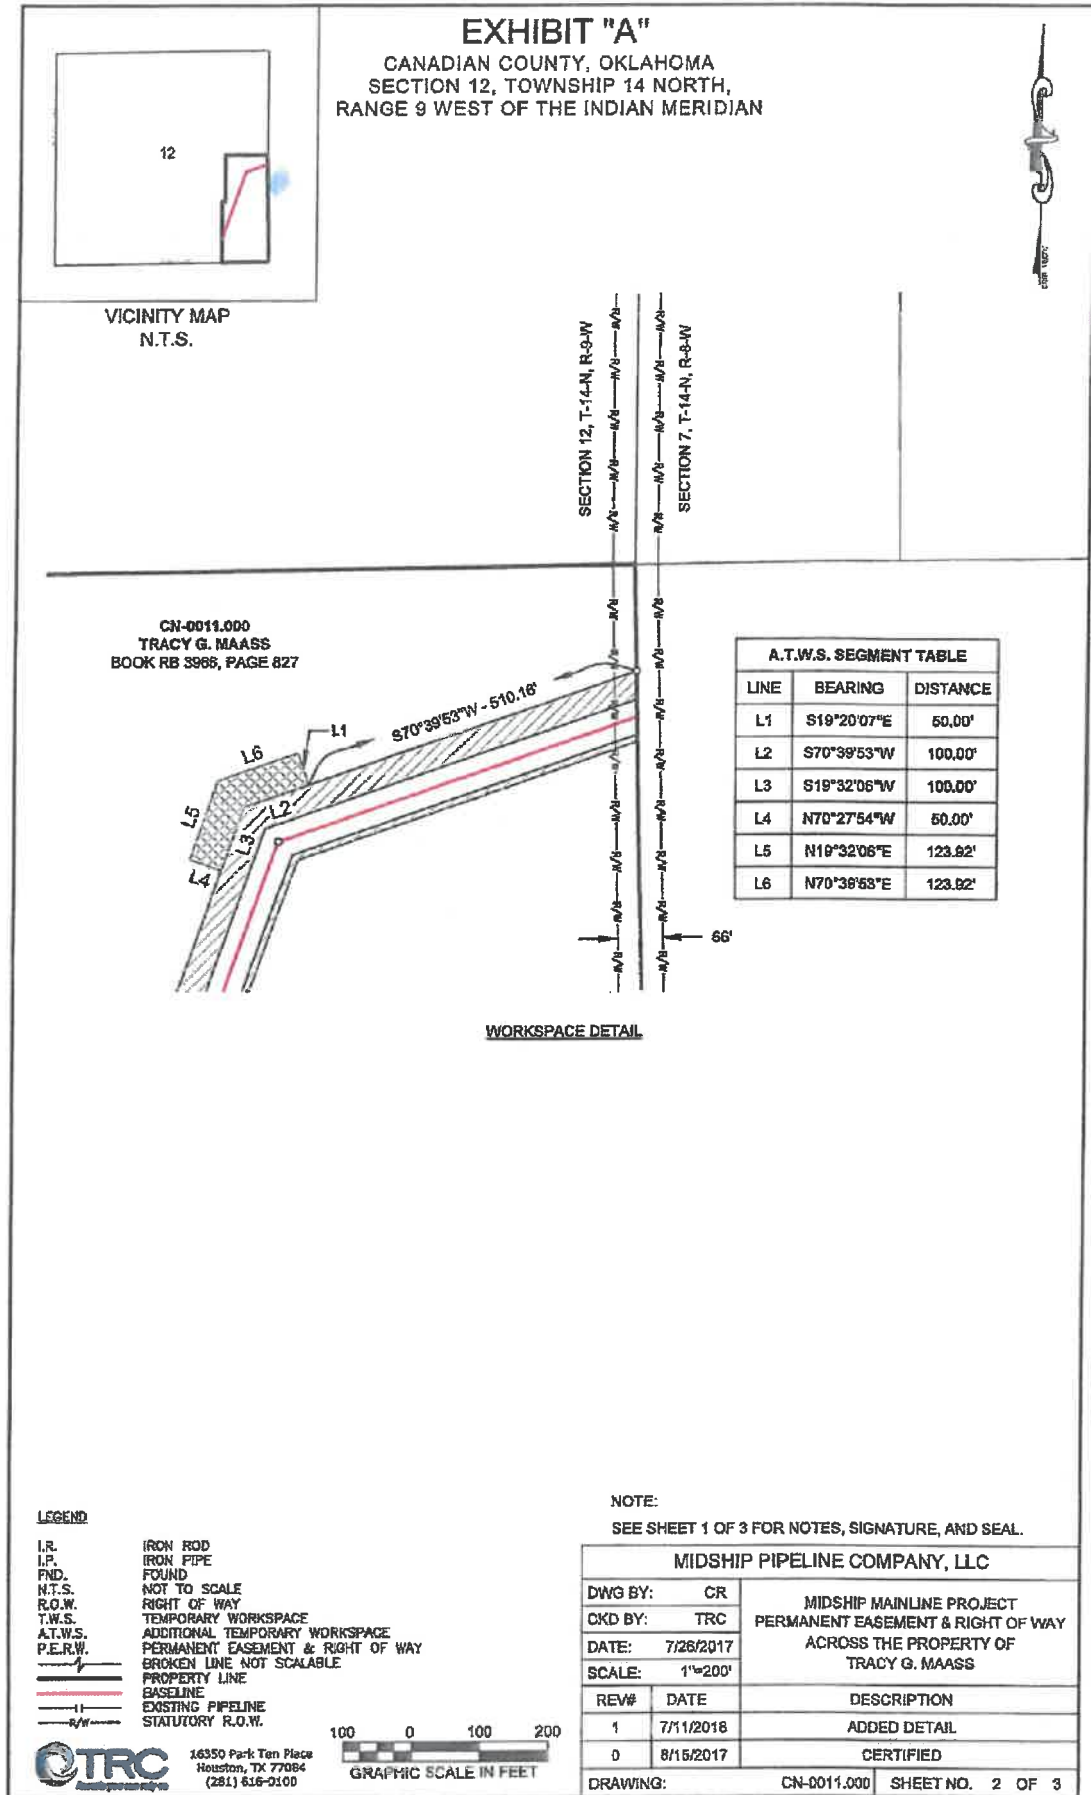 EXHIBIT "A"
CANADIAN COUNTY, OKLAHOMA
SECTION 12, TOWNSHIP 14 NORTH,
RANGE 9 WEST OF THE INDIAN MERIDIAN
12
VICINITY MAP
N.T.S.
SECTION 12, T-14-N, R-9-W
SECTION 7, T-14-N, R-8-W
R/W
CN-0011.000
TRACY G. MAASS
BOOK RB 3966, PAGE 827
S70°39'53"W - 510.16'
L1
L6
L5
L2
L3
L4
66'
WORKSPACE DETAIL
A.T.W.S. SEGMENT TABLE
LINE BEARING DISTANCE
L1 S19°20'07"E 50.00'
L2 S70°39'53"W 100.00'
L3 S19°32'06"W 100.00'
L4 N70°27'54"W 50.00'
L5 N19°32'06"E 123.92'
L6 N70°39'53"E 123.92'
LEGEND
I.R. IRON ROD
I.P. IRON PIPE
FND. FOUND
N.T.S. NOT TO SCALE
R.O.W. RIGHT OF WAY
T.W.S. TEMPORARY WORKSPACE
A.T.W.S. ADDITIONAL TEMPORARY WORKSPACE
P.E.R.W. PERMANENT EASEMENT & RIGHT OF WAY
BROKEN LINE NOT SCALABLE
PROPERTY LINE
BASELINE
EXISTING PIPELINE
R/W STATUTORY R.O.W.
TRC
16350 Park Ten Place
Houston, TX 77084
(281) 616-0100
100 0 100 200
GRAPHIC SCALE IN FEET
NOTE:
SEE SHEET 1 OF 3 FOR NOTES, SIGNATURE, AND SEAL.
MIDSHIP PIPELINE COMPANY, LLC
DWG BY: CR
CKD BY: TRC
DATE: 7/26/2017
SCALE: 1"=200'
MIDSHIP MAINLINE PROJECT
PERMANENT EASEMENT & RIGHT OF WAY
ACROSS THE PROPERTY OF
TRACY G. MAASS
REV# DATE DESCRIPTION
1 7/11/2018 ADDED DETAIL
0 8/15/2017 CERTIFIED
DRAWING: CN-0011.000 SHEET NO. 2 OF 3